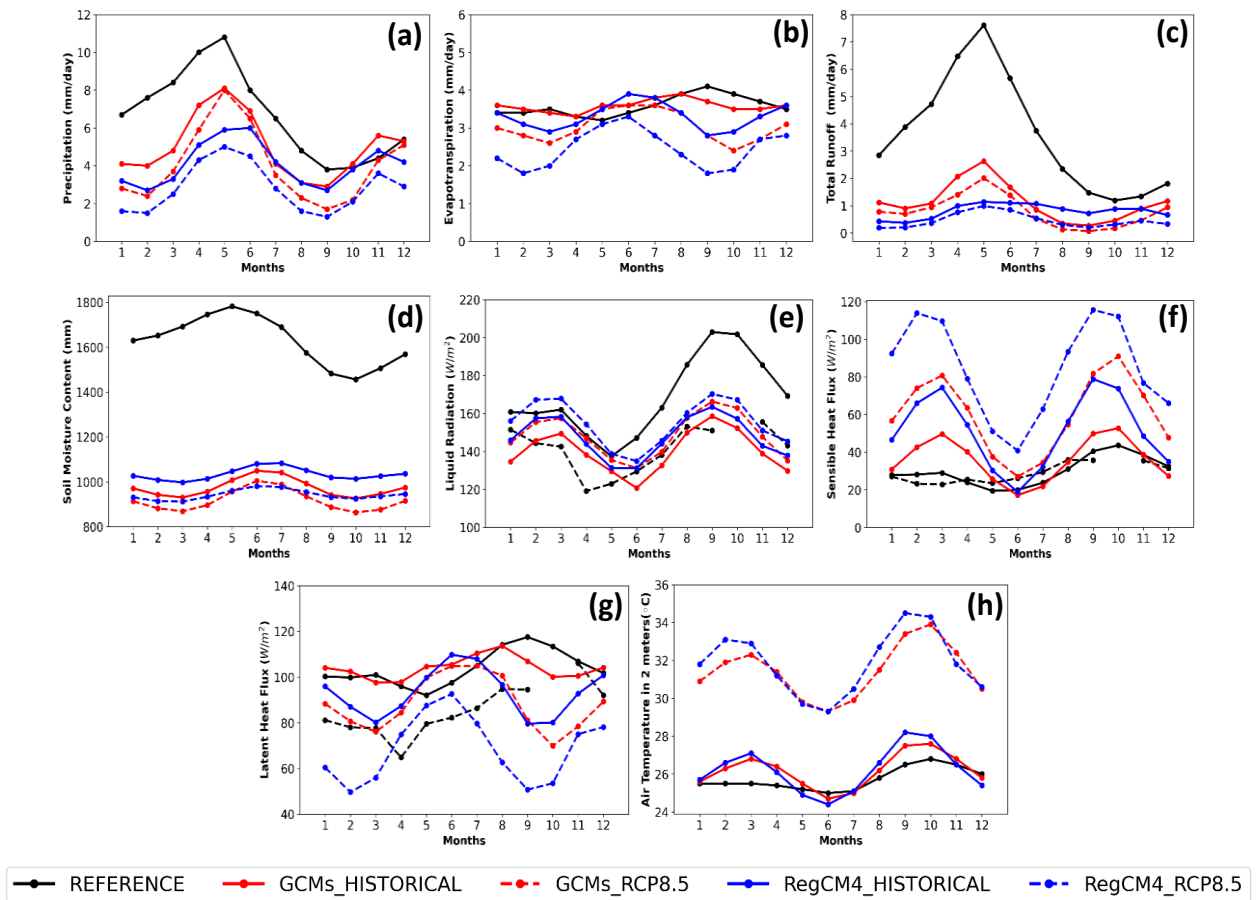 (a)
Precipitation (mm/day)
12
10
8
6
4
2
0
1 2 3 4 5 6 7 8 9 10 11 12
Months
(b)
Evapotranspiration (mm/day)
6
5
4
3
2
1
0
1 2 3 4 5 6 7 8 9 10 11 12
Months
(c)
Total Runoff (mm/day)
8
7
6
5
4
3
2
1
0
1 2 3 4 5 6 7 8 9 10 11 12
Months
(d)
Soil Moisture Content (mm)
1800
1600
1400
1200
1000
800
1 2 3 4 5 6 7 8 9 10 11 12
Months
(e)
Liquid Radiation (W/m²)
220
200
180
160
140
120
100
1 2 3 4 5 6 7 8 9 10 11 12
Months
(f)
Sensible Heat Flux (W/m²)
120
100
80
60
40
20
0
1 2 3 4 5 6 7 8 9 10 11 12
Months
(g)
Latent Heat Flux (W/m²)
140
120
100
80
60
40
1 2 3 4 5 6 7 8 9 10 11 12
Months
(h)
Air Temperature in 2 meters(◦C)
36
34
32
30
28
26
24
1 2 3 4 5 6 7 8 9 10 11 12
Months
REFERENCE GCMs_HISTORICAL GCMs_RCP8.5 RegCM4_HISTORICAL RegCM4_RCP8.5